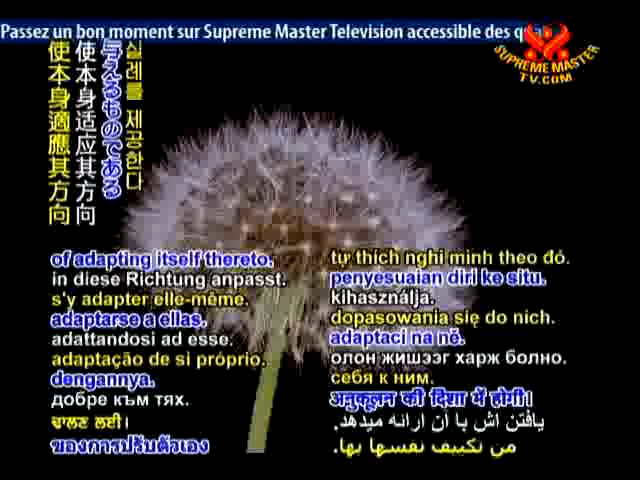 Passez un bon moment sur Supreme Master Television accessible des
SUPREME MASTER
TV.COM
실례를 제공한다
与えるものである
使本身适应其方向
使本身適應其方向
of adapting itself thereto.
in diese Richtung anpasst.
s'y adapter elle-même.
adaptarse a ellas.
adattandosi ad esse.
adaptação de si próprio.
dengannya.
добре към тях.
ਢਾਲਣ ਲਈ।
ของการปรับตัวเอง
tự thích nghi mình theo đó.
penyesuaian diri ke situ.
kihasználja.
dopasowania się do nich.
adaptaci na ně.
олон жишээг харж болно.
себя к ним.
अनुकूलन की दिशा में होगी।
یافتن اش با آن ارائه میدهد.
من تكييف نفسها بها.